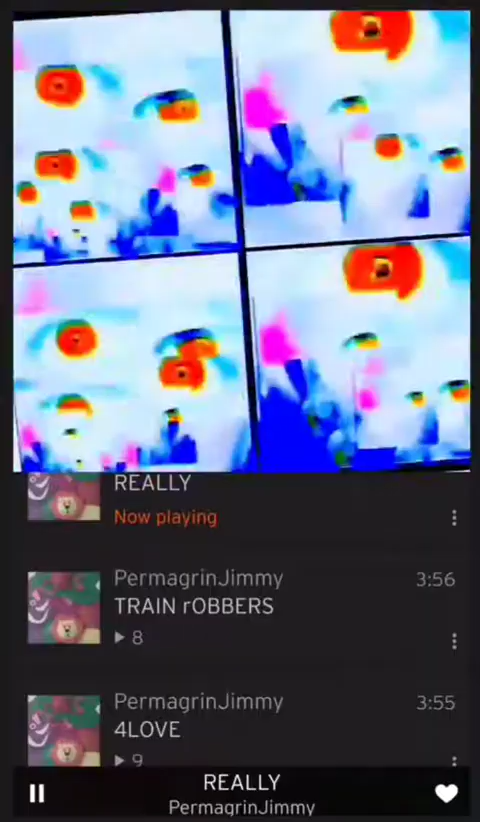 REALLY
Now playing
PermagrinJimmy 3:56
TRAIN rOBBERS
8
PermagrinJimmy 3:55
4LOVE
9
REALLY
PermagrinJimmy